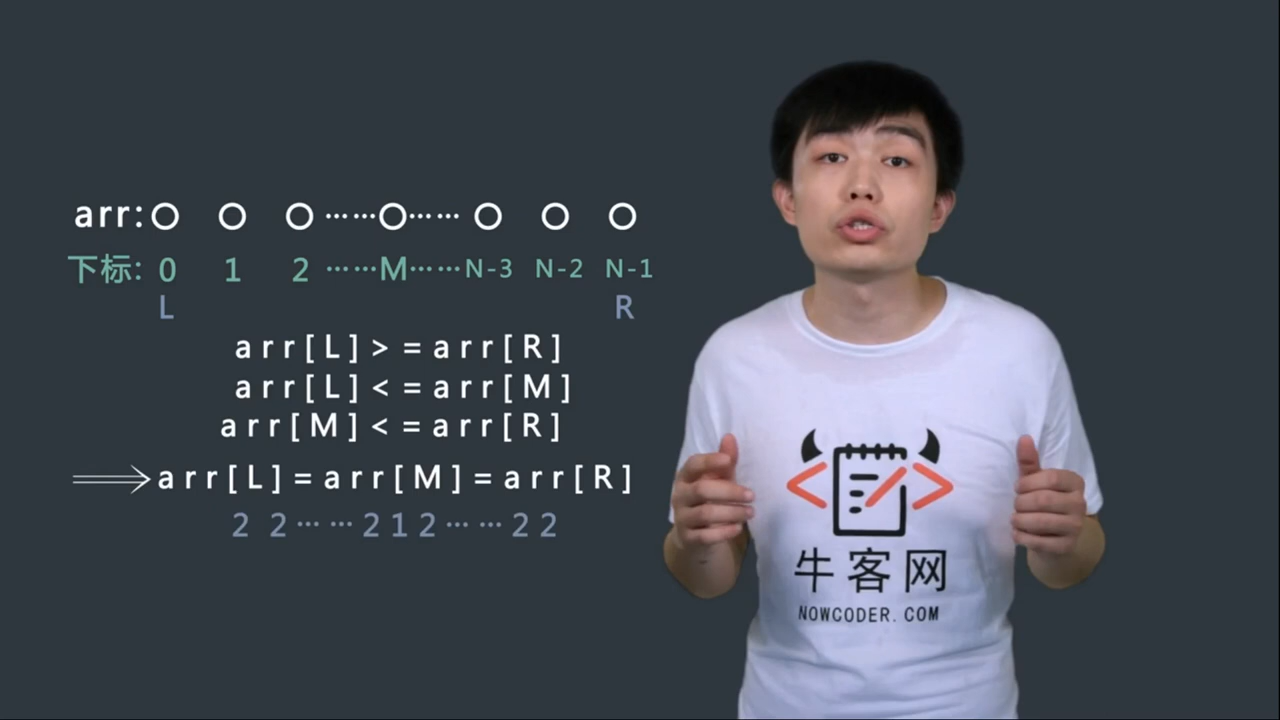 arr:○ ○ ○ ⋯⋯○⋯⋯ ○ ○ ○
下标: 0 1 2 ⋯⋯M⋯⋯N-3 N-2 N-1
L R
arr[L]>=arr[R]
arr[L]<=arr[M]
arr[M]<=arr[R]
⟹arr[L]=arr[M]=arr[R]
2 2⋯ ⋯212⋯ ⋯22
牛客网
NOWCODER.COM